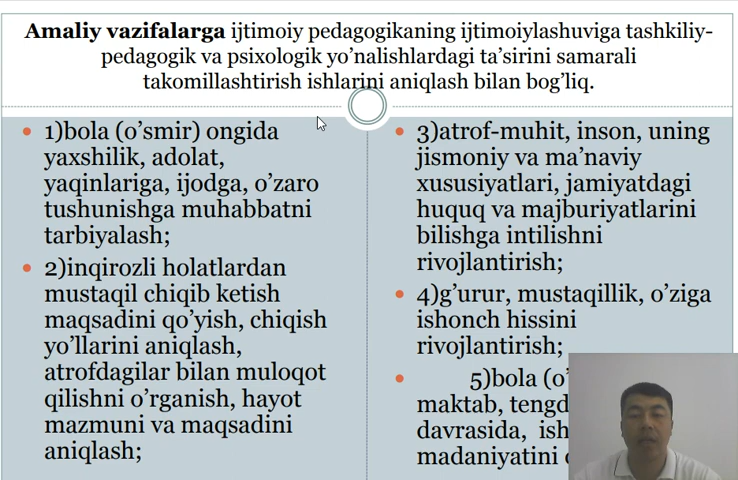 Amaliy vazifalarga ijtimoiy pedagogikaning ijtimoiylashuviga tashkiliy-
pedagogik va psixologik yo’nalishlardagi ta’sirini samarali
takomillashtirish ishlarini aniqlash bilan bog’liq.
1)bola (o’smir) ongida
yaxshilik, adolat,
yaqinlariga, ijodga, o’zaro
tushunishga muhabbatni
tarbiyalash;
2)inqirozli holatlardan
mustaqil chiqib ketish
maqsadini qo’yish, chiqish
yo’llarini aniqlash,
atrofdagilar bilan muloqot
qilishni o’rganish, hayot
mazmuni va maqsadini
aniqlash;
3)atrof-muhit, inson, uning
jismoniy va ma’naviy
xususiyatlari, jamiyatdagi
huquq va majburiyatlarini
bilishga intilishni
rivojlantirish;
4)g’urur, mustaqillik, o’ziga
ishonch hissini
rivojlantirish;
5)bola (o’
maktab,
davrasida,
madaniyatini